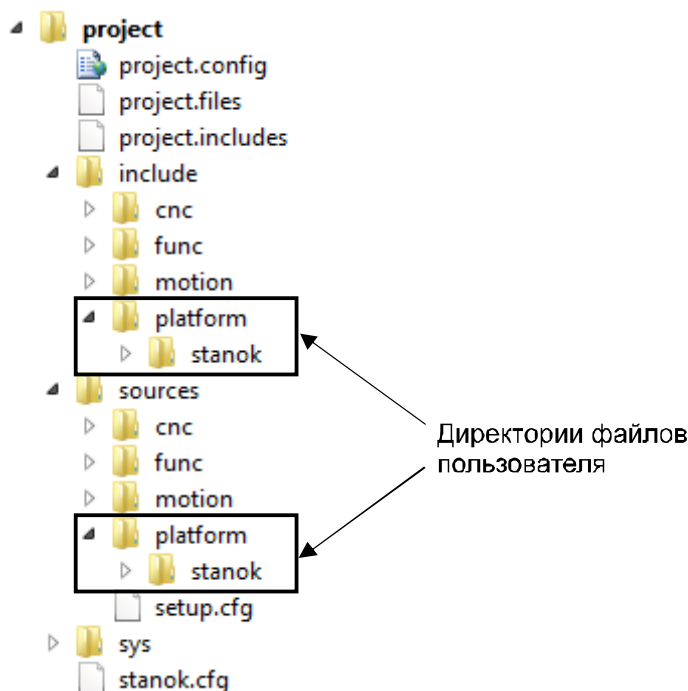 project
project.config
project.files
project.includes
include
cnc
func
motion
platform
stanok
sources
cnc
func
motion
platform
stanok
setup.cfg
sys
stanok.cfg
Директории файлов
пользователя